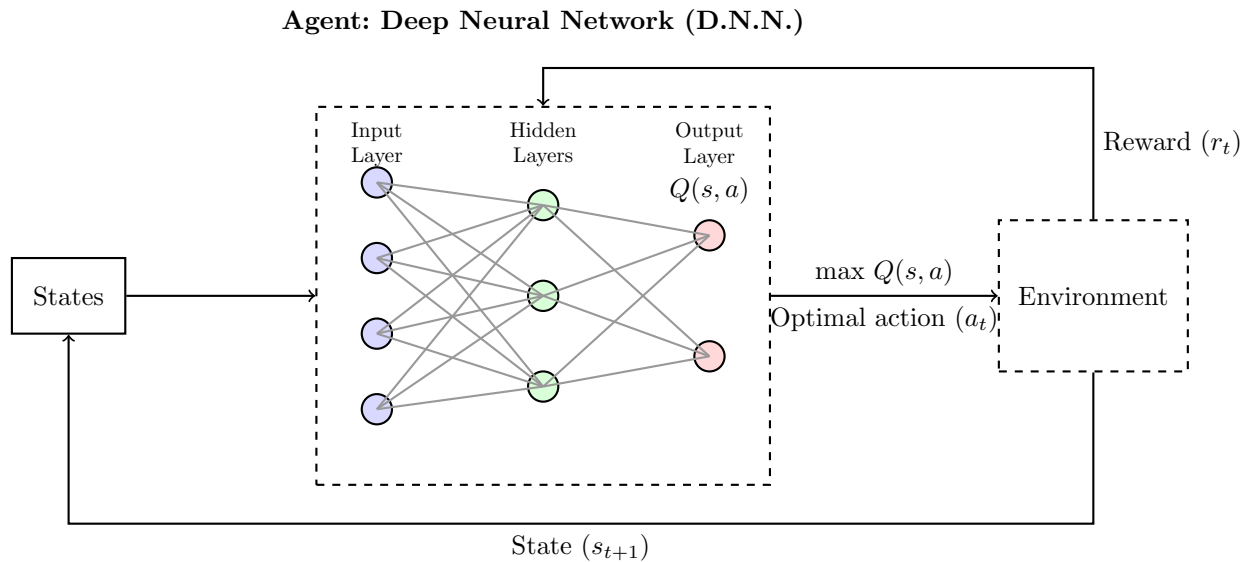 Agent: Deep Neural Network (D.N.N.)
Input
Layer
Hidden
Layers
Output
Layer
Q(s, a)
Reward (r_t)
States
max Q(s, a)
Optimal action (a_t)
Environment
State (s_{t+1})